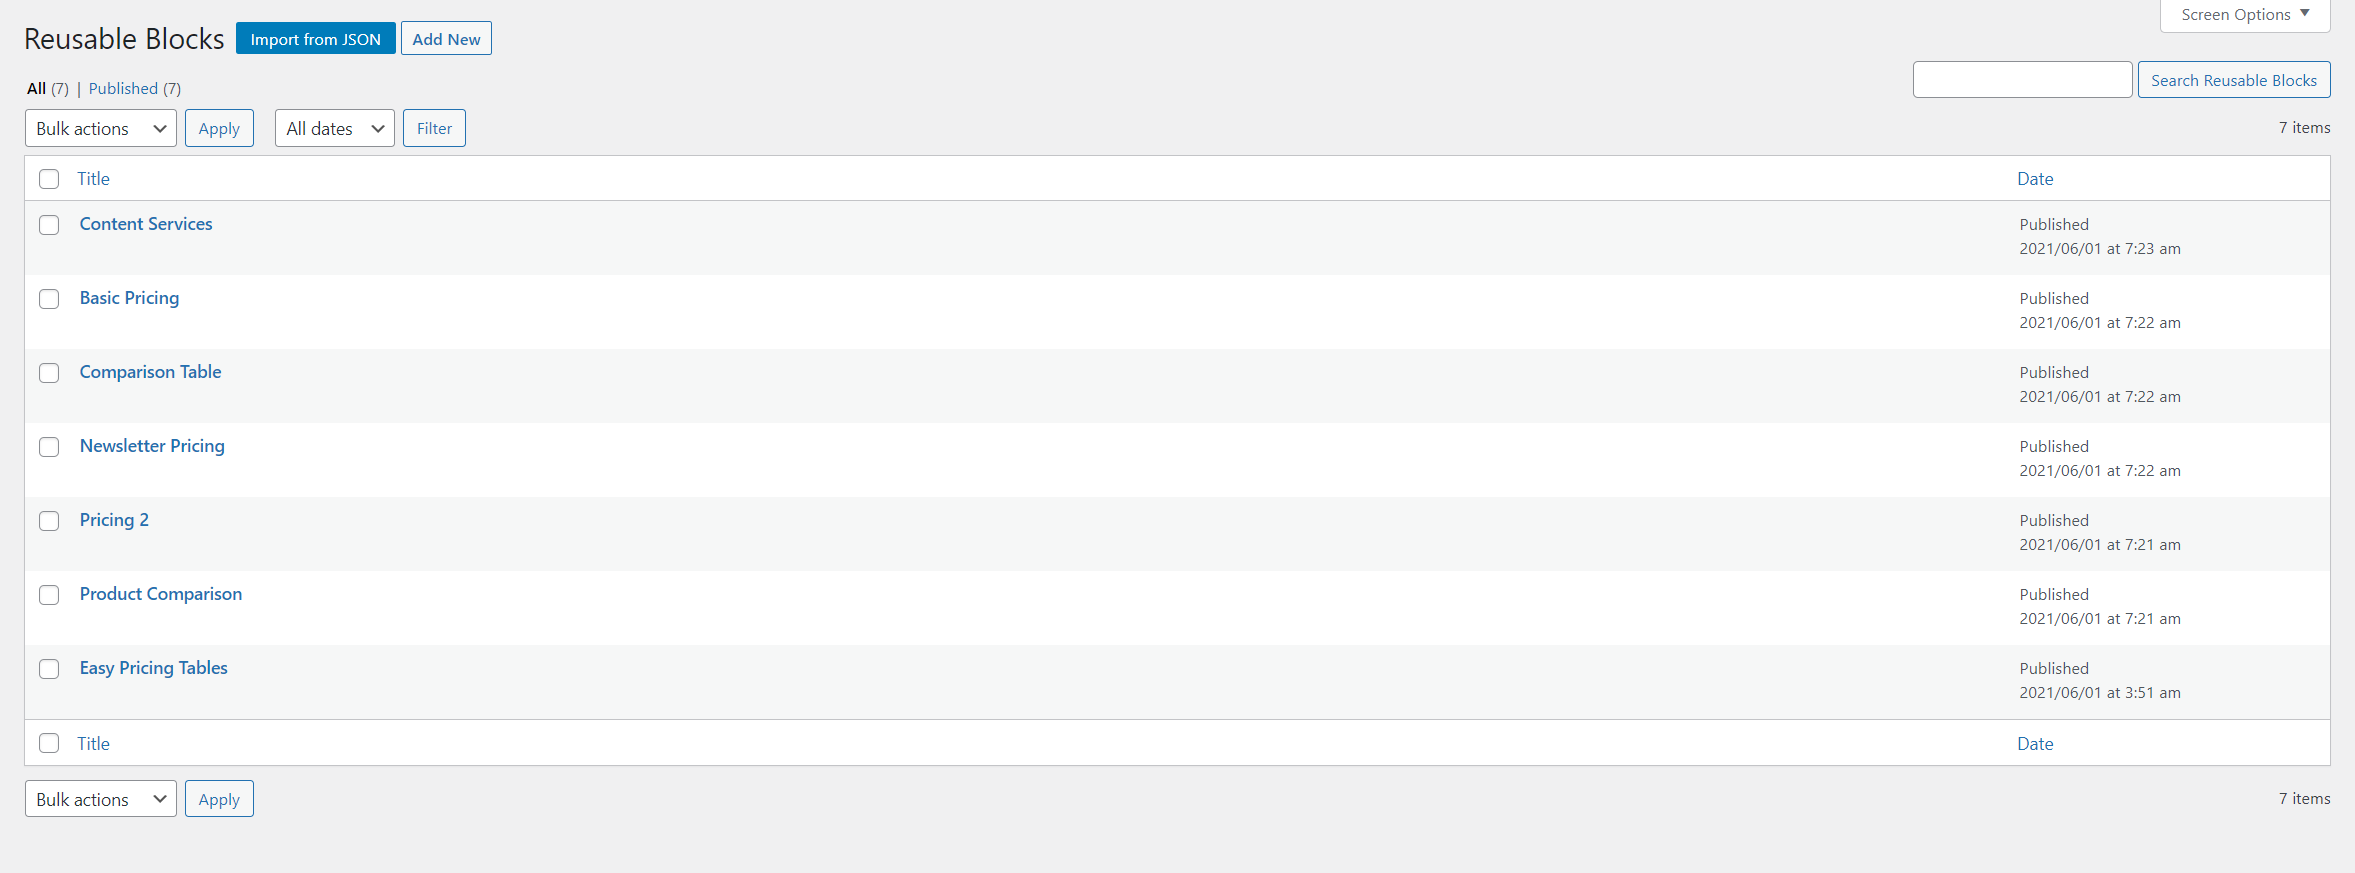 Screen Options
Reusable Blocks Import from JSON Add New
All (7) | Published (7)
Search Reusable Blocks
Bulk actions Apply All dates Filter 7 items
Title Date
Content Services Published
2021/06/01 at 7:23 am
Basic Pricing Published
2021/06/01 at 7:22 am
Comparison Table Published
2021/06/01 at 7:22 am
Newsletter Pricing Published
2021/06/01 at 7:22 am
Pricing 2 Published
2021/06/01 at 7:21 am
Product Comparison Published
2021/06/01 at 7:21 am
Easy Pricing Tables Published
2021/06/01 at 3:51 am
Title Date
Bulk actions Apply 7 items